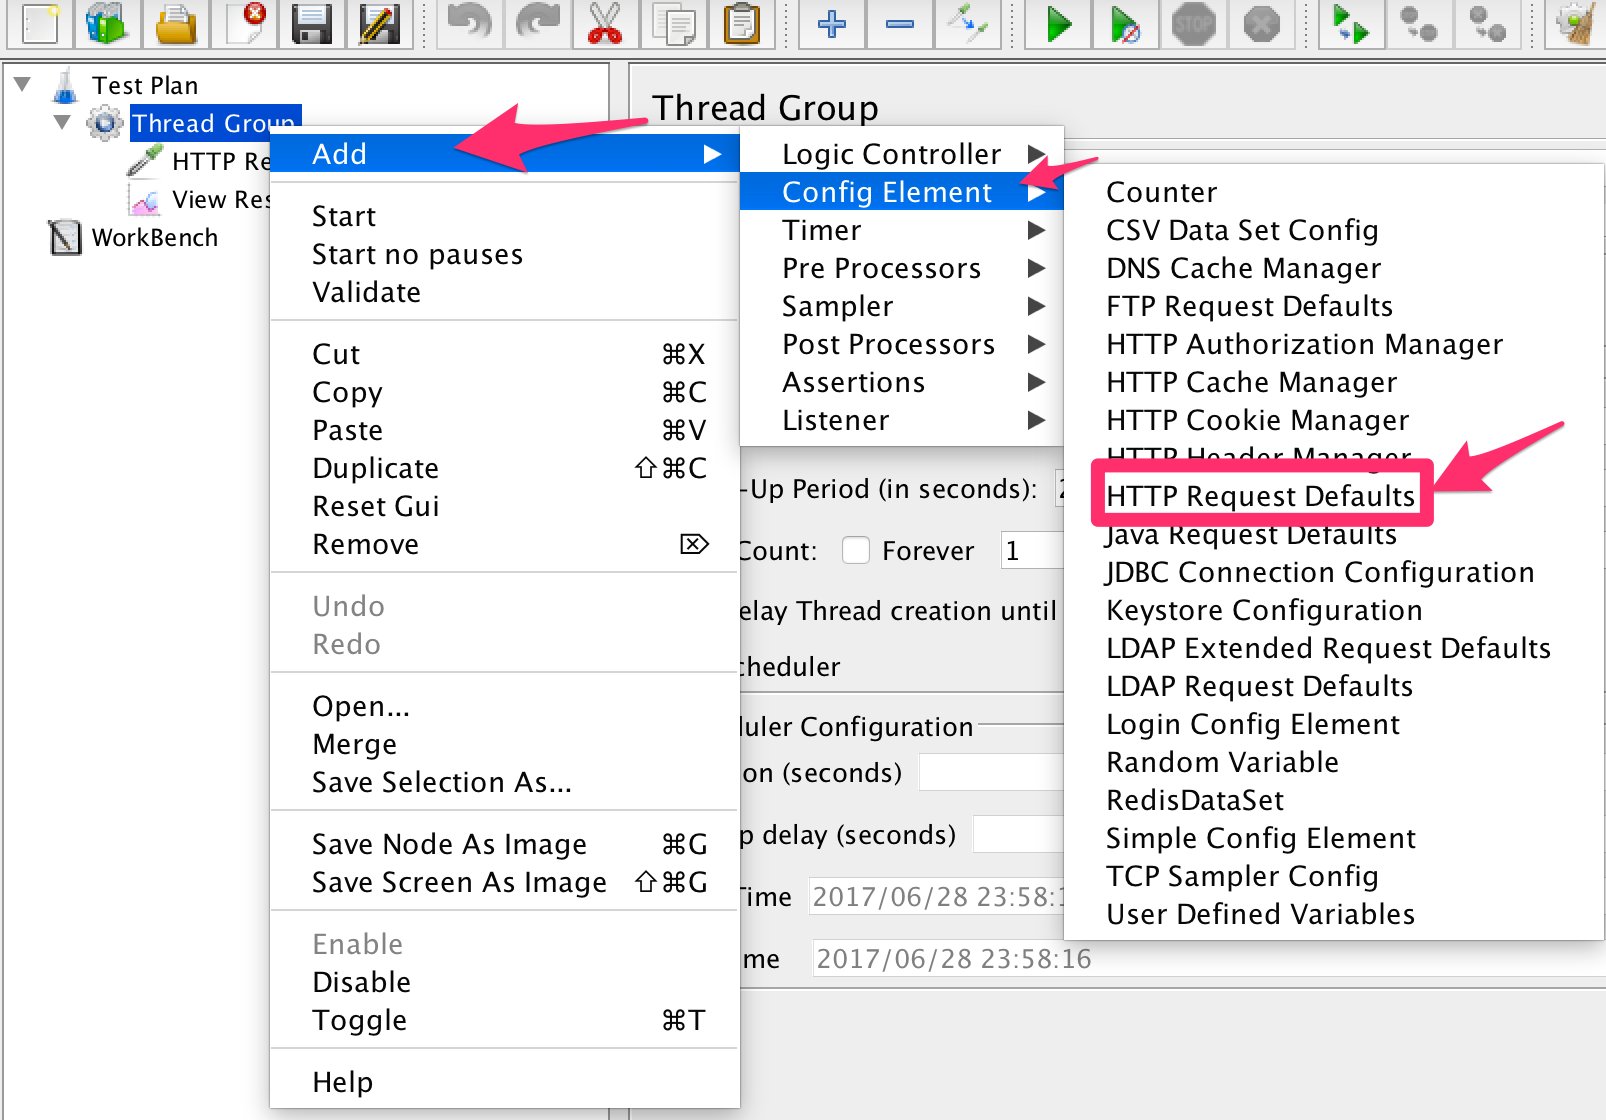 STOP
Test Plan
Thread Group
HTTP Re
View Res
WorkBench
Thread Group
Add
Start
Start no pauses
Validate
Cut ⌘X
Copy ⌘C
Paste ⌘V
Duplicate ⇧⌘C
Reset Gui
Remove ⌦
Undo
Redo
Open...
Merge
Save Selection As...
Save Node As Image ⌘G
Save Screen As Image ⇧⌘G
Enable
Disable
Toggle ⌘T
Help
Logic Controller
Config Element
Timer
Pre Processors
Sampler
Post Processors
Assertions
Listener
Counter
CSV Data Set Config
DNS Cache Manager
FTP Request Defaults
HTTP Authorization Manager
HTTP Cache Manager
HTTP Cookie Manager
HTTP Header Manager
HTTP Request Defaults
Java Request Defaults
JDBC Connection Configuration
Keystore Configuration
LDAP Extended Request Defaults
LDAP Request Defaults
Login Config Element
Random Variable
RedisDataSet
Simple Config Element
TCP Sampler Config
User Defined Variables
-Up Period (in seconds):
Count: Forever 1
elay Thread creation until
cheduler
uler Configuration
on (seconds)
p delay (seconds)
Time 2017/06/28 23:58:1
me 2017/06/28 23:58:16